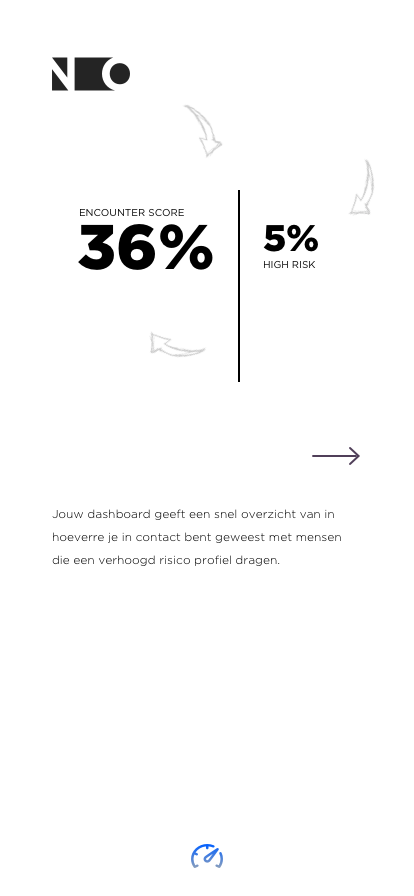 NEO
ENCOUNTER SCORE
36%
5%
HIGH RISK
Jouw dashboard geeft een snel overzicht van in
hoeverre je in contact bent geweest met mensen
die een verhoogd risico profiel dragen.